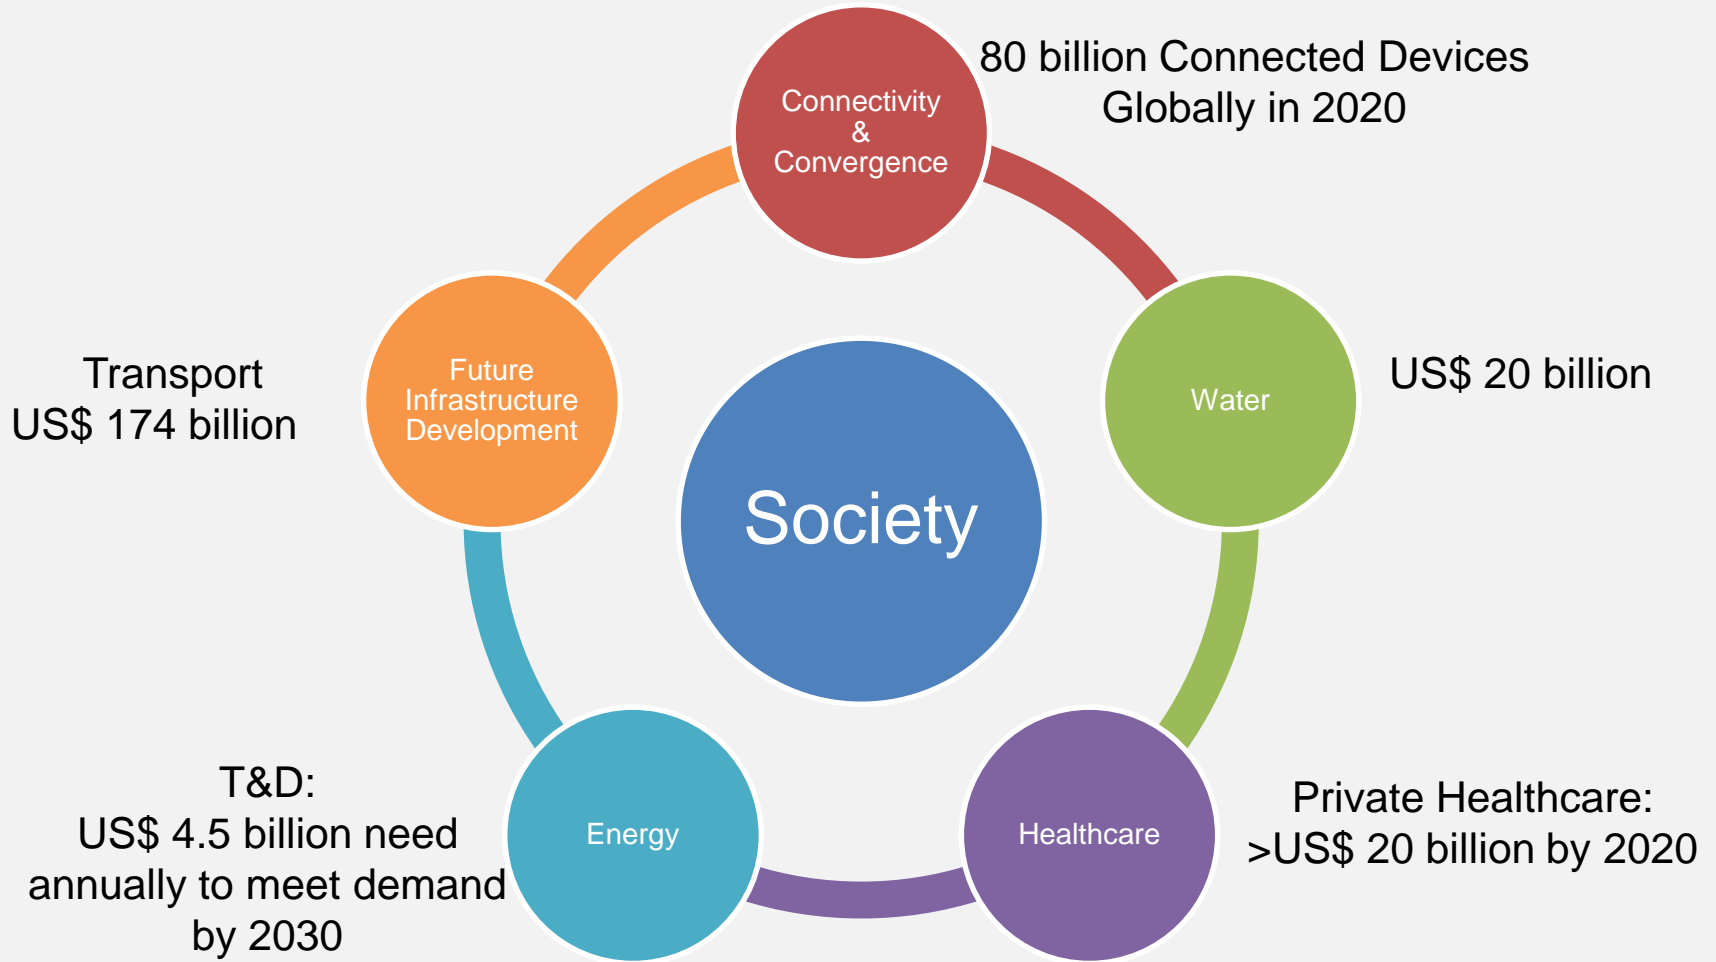 Connectivity
&
Convergence
80 billion Connected Devices
Globally in 2020
Future
Infrastructure
Development
Transport
US$ 174 billion
Water
US$ 20 billion
Society
Energy
T&D:
US$ 4.5 billion need
annually to meet demand
by 2030
Healthcare
Private Healthcare:
>US$ 20 billion by 2020